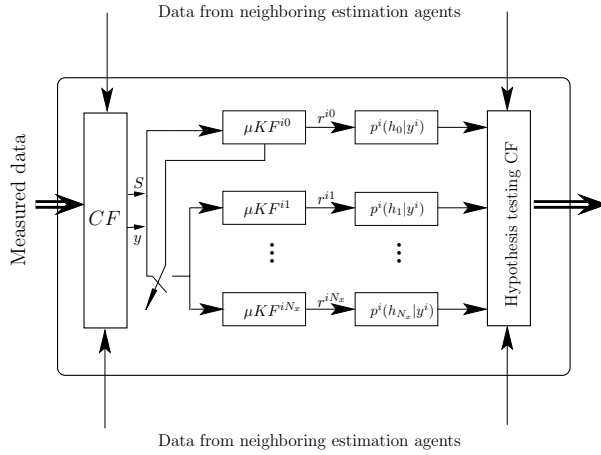 Data from neighboring estimation agents
Measured data
CF
S
y
μKF^{i0}
r^{i0}
p^i(h_0|y^i)
μKF^{i1}
r^{i1}
p^i(h_1|y^i)
μKF^{iN_x}
r^{iN_x}
p^i(h_{N_x}|y^i)
Hypothesis testing CF
Data from neighboring estimation agents